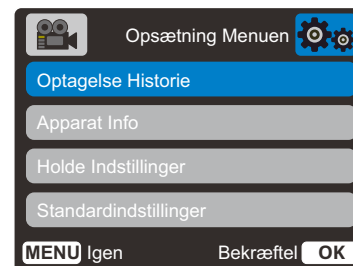 Opsætning Menuen
Optagelse Historie
Apparat Info
Holde Indstillinger
Standardindstillinger
MENU Igen Bekræftel OK